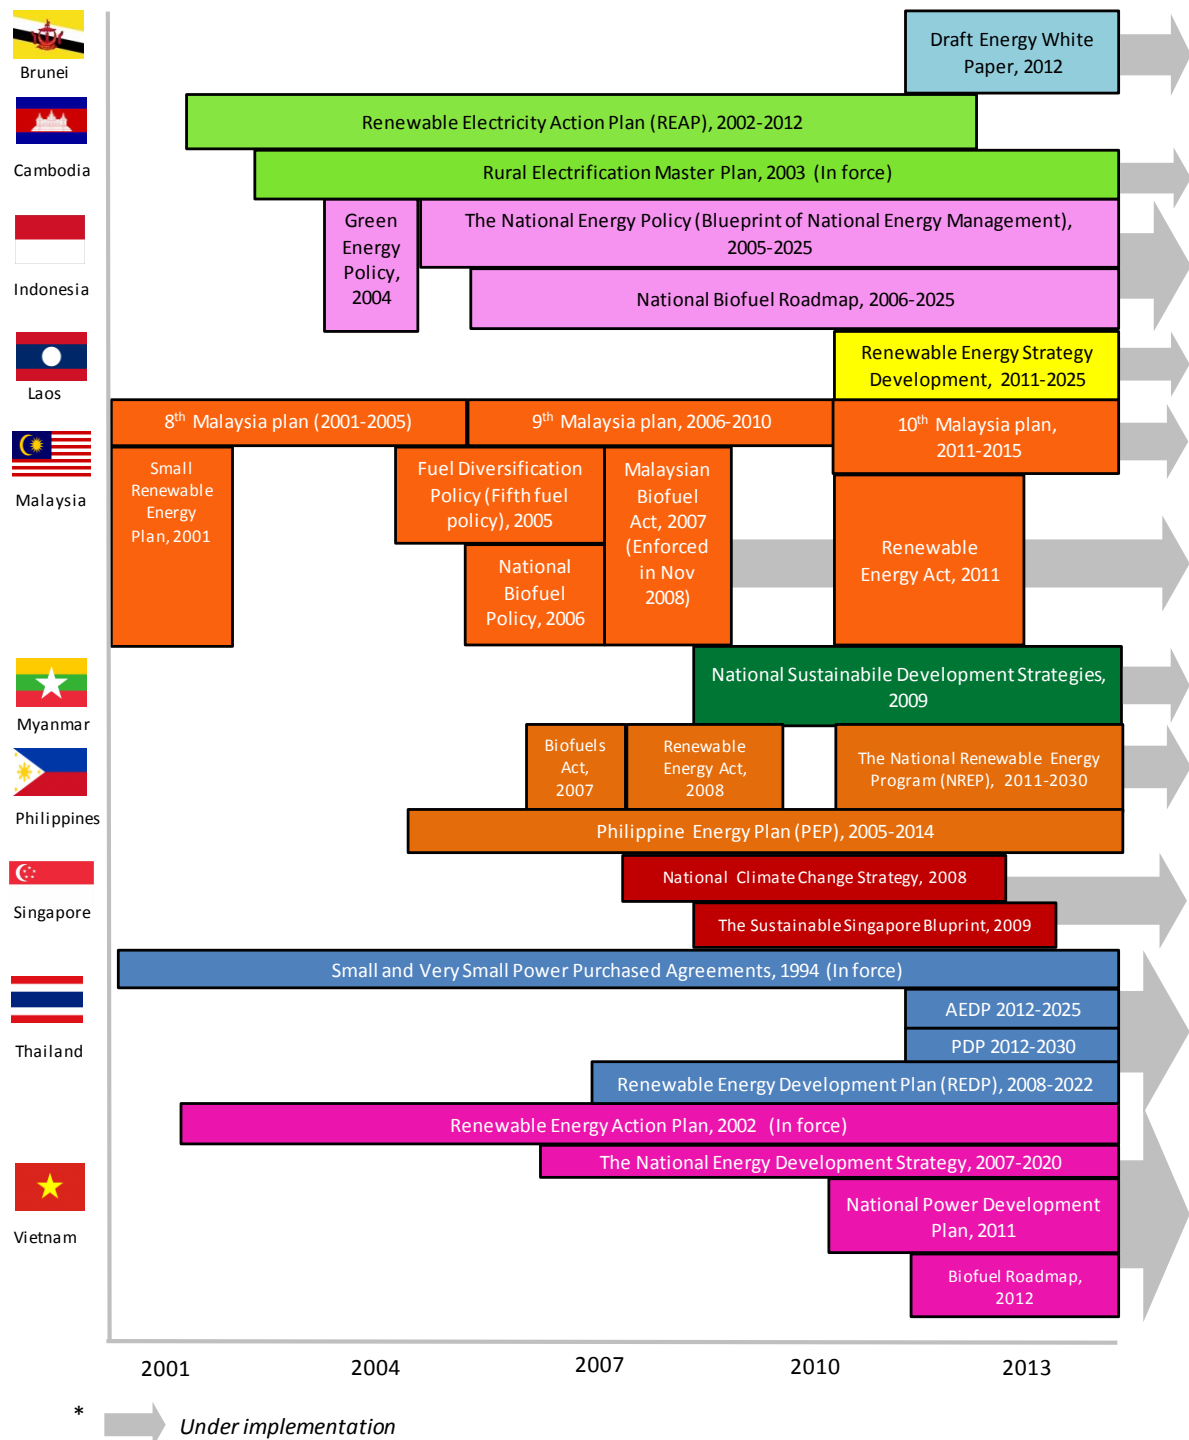 Brunei
Draft Energy White
Paper, 2012
Cambodia
Renewable Electricity Action Plan (REAP), 2002-2012
Rural Electrification Master Plan, 2003 (In force)
Indonesia
Green
Energy
Policy,
2004
The National Energy Policy (Blueprint of National Energy Management),
2005-2025
National Biofuel Roadmap, 2006-2025
Laos
Renewable Energy Strategy
Development, 2011-2025
Malaysia
8th Malaysia plan (2001-2005)
9th Malaysia plan, 2006-2010
10th Malaysia plan,
2011-2015
Small
Renewable
Energy
Plan, 2001
Fuel Diversification
Policy (Fifth fuel
policy), 2005
National
Biofuel
Policy, 2006
Malaysian
Biofuel
Act, 2007
(Enforced
in Nov
2008)
Renewable
Energy Act, 2011
Myanmar
National Sustainabile Development Strategies,
2009
Philippines
Biofuels
Act,
2007
Renewable
Energy Act,
2008
The National Renewable Energy
Program (NREP), 2011-2030
Philippine Energy Plan (PEP), 2005-2014
Singapore
National Climate Change Strategy, 2008
The Sustainable Singapore Bluprint, 2009
Thailand
Small and Very Small Power Purchased Agreements, 1994 (In force)
AEDP 2012-2025
PDP 2012-2030
Renewable Energy Development Plan (REDP), 2008-2022
Vietnam
Renewable Energy Action Plan, 2002 (In force)
The National Energy Development Strategy, 2007-2020
National Power Development
Plan, 2011
Biofuel Roadmap,
2012
2001
2004
2007
2010
2013
*
Under implementation